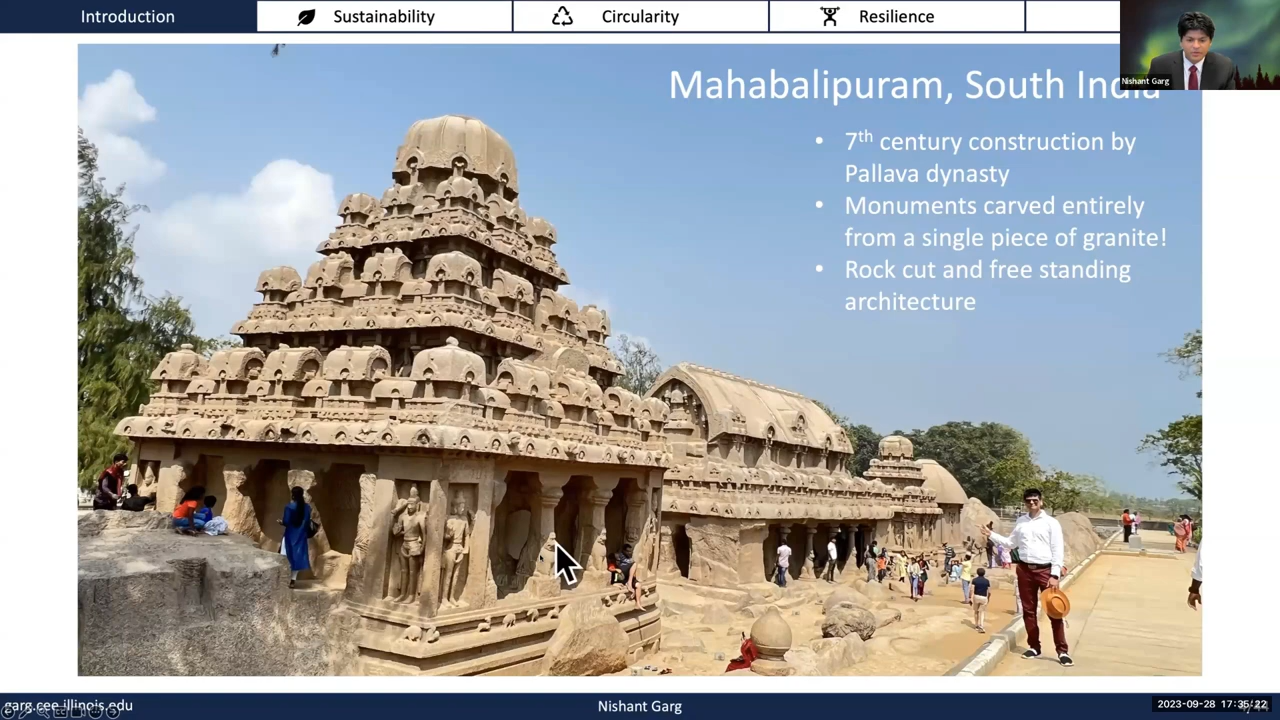 Introduction
Sustainability
Circularity
Resilience
Nishant Garg
Mahabalipuram, South India
• 7th century construction by
Pallava dynasty
• Monuments carved entirely
from a single piece of granite!
• Rock cut and free standing
architecture
garg.cee.illinois.edu
Nishant Garg
2023-09-28 17:35:22